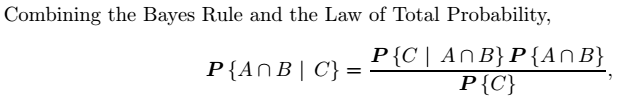 Combining the Bayes Rule and the Law of Total Probability,
P {A ∩ B | C} = P {C | A ∩ B} P {A ∩ B} / P {C} ,